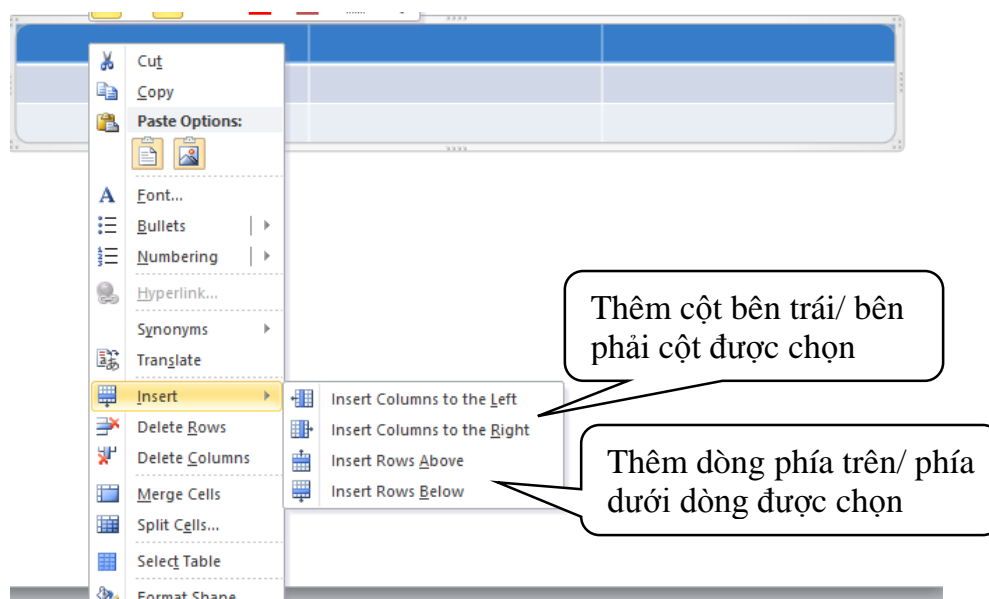 Cut
Copy
Paste Options:
Font...
Bullets
Numbering
Hyperlink...
Synonyms
Translate
Insert
Delete Rows
Delete Columns
Merge Cells
Split Cells...
Select Table
Format Shape
Insert Columns to the Left
Insert Columns to the Right
Insert Rows Above
Insert Rows Below
Thêm cột bên trái/ bên
phải cột được chọn
Thêm dòng phía trên/ phía
dưới dòng được chọn